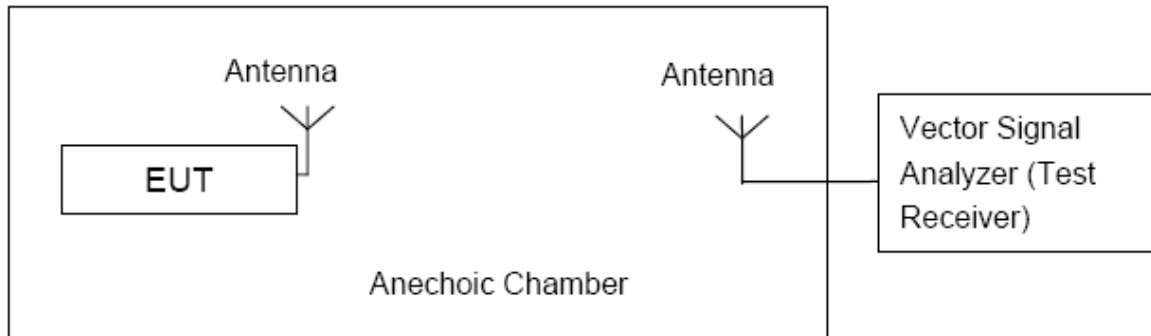 Antenna
Antenna
EUT
Vector Signal
Analyzer (Test
Receiver)
Anechoic Chamber